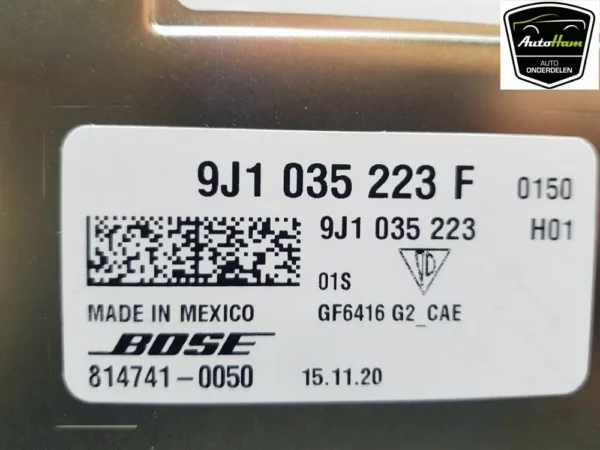 AutoHam
AUTO
ONDERDELEN
9J1 035 223 F 0150
9J1 035 223 H01
01S
MADE IN MEXICO GF6416 G2_CAE
BOSE
814741-0050 15.11.20